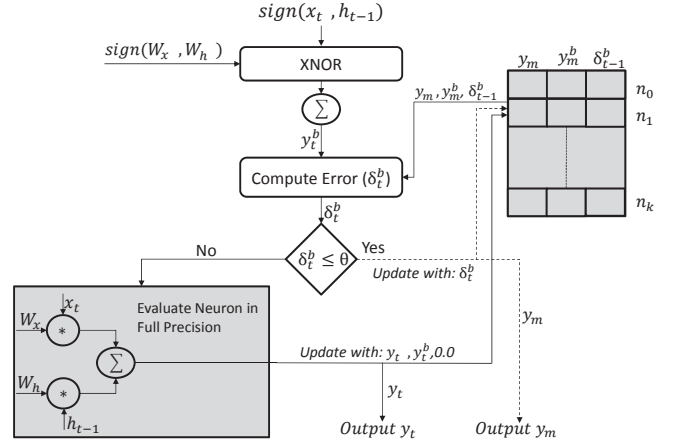 sign(x_t , h_{t−1})
sign(W_x , W_h )
XNOR
Σ
y_t^b
Compute Error (δ_t^b)
δ_t^b
δ_t^b ≤ θ
No
Yes
Update with: δ_t^b
y_m , y_m^b, δ_{t−1}^b
y_m y_m^b δ_{t−1}^b
n_0
n_1
n_k
Evaluate Neuron in
Full Precision
x_t
W_x
*
Σ
W_h
*
h_{t−1}
Update with: y_t , y_t^b,0.0
y_t
y_m
Output y_t
Output y_m